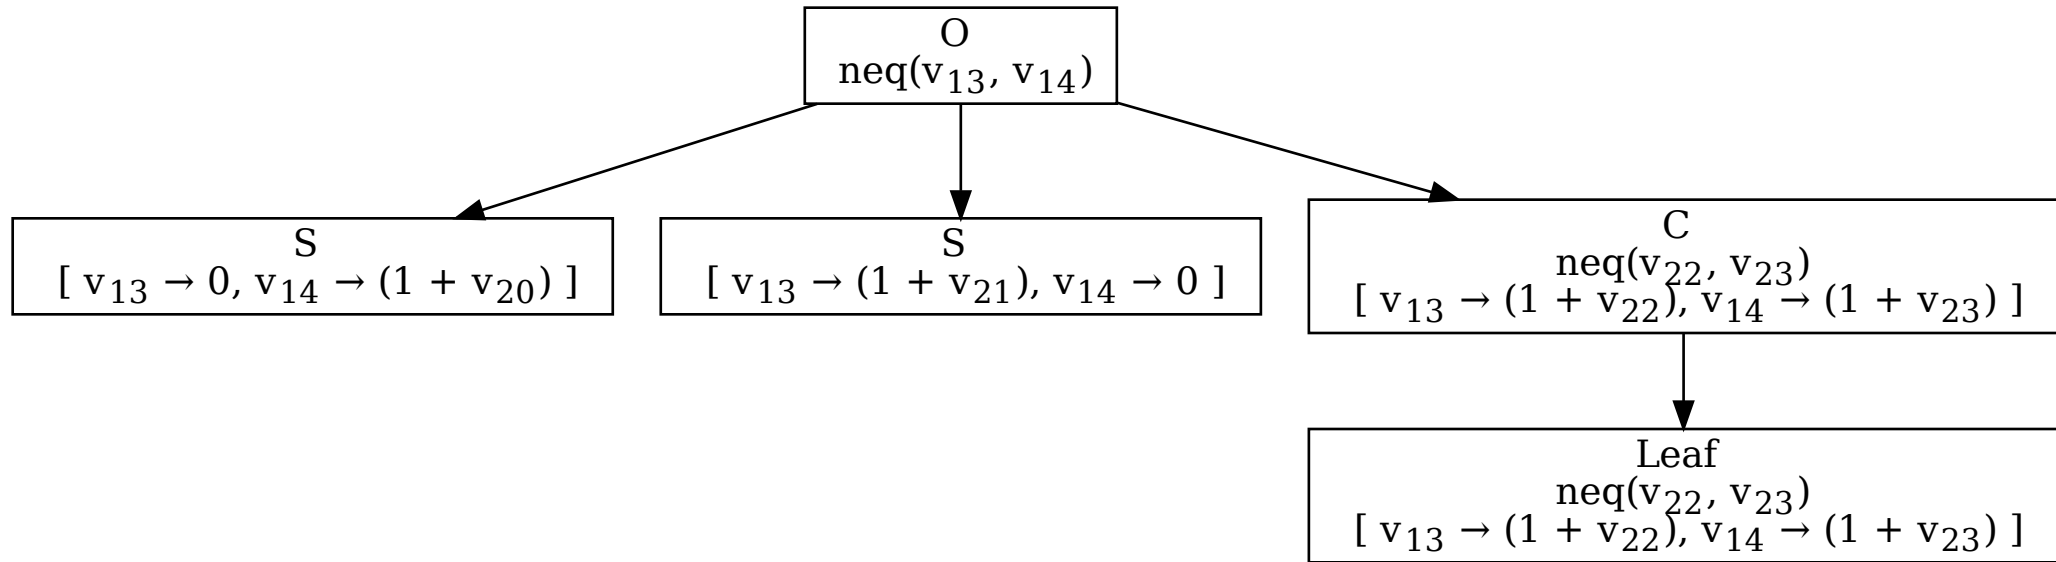 O
neq(v₁₃, v₁₄)
S
[ v₁₃ → 0, v₁₄ → (1 + v₂₀) ]
S
[ v₁₃ → (1 + v₂₁), v₁₄ → 0 ]
C
neq(v₂₂, v₂₃)
[ v₁₃ → (1 + v₂₂), v₁₄ → (1 + v₂₃) ]
Leaf
neq(v₂₂, v₂₃)
[ v₁₃ → (1 + v₂₂), v₁₄ → (1 + v₂₃) ]